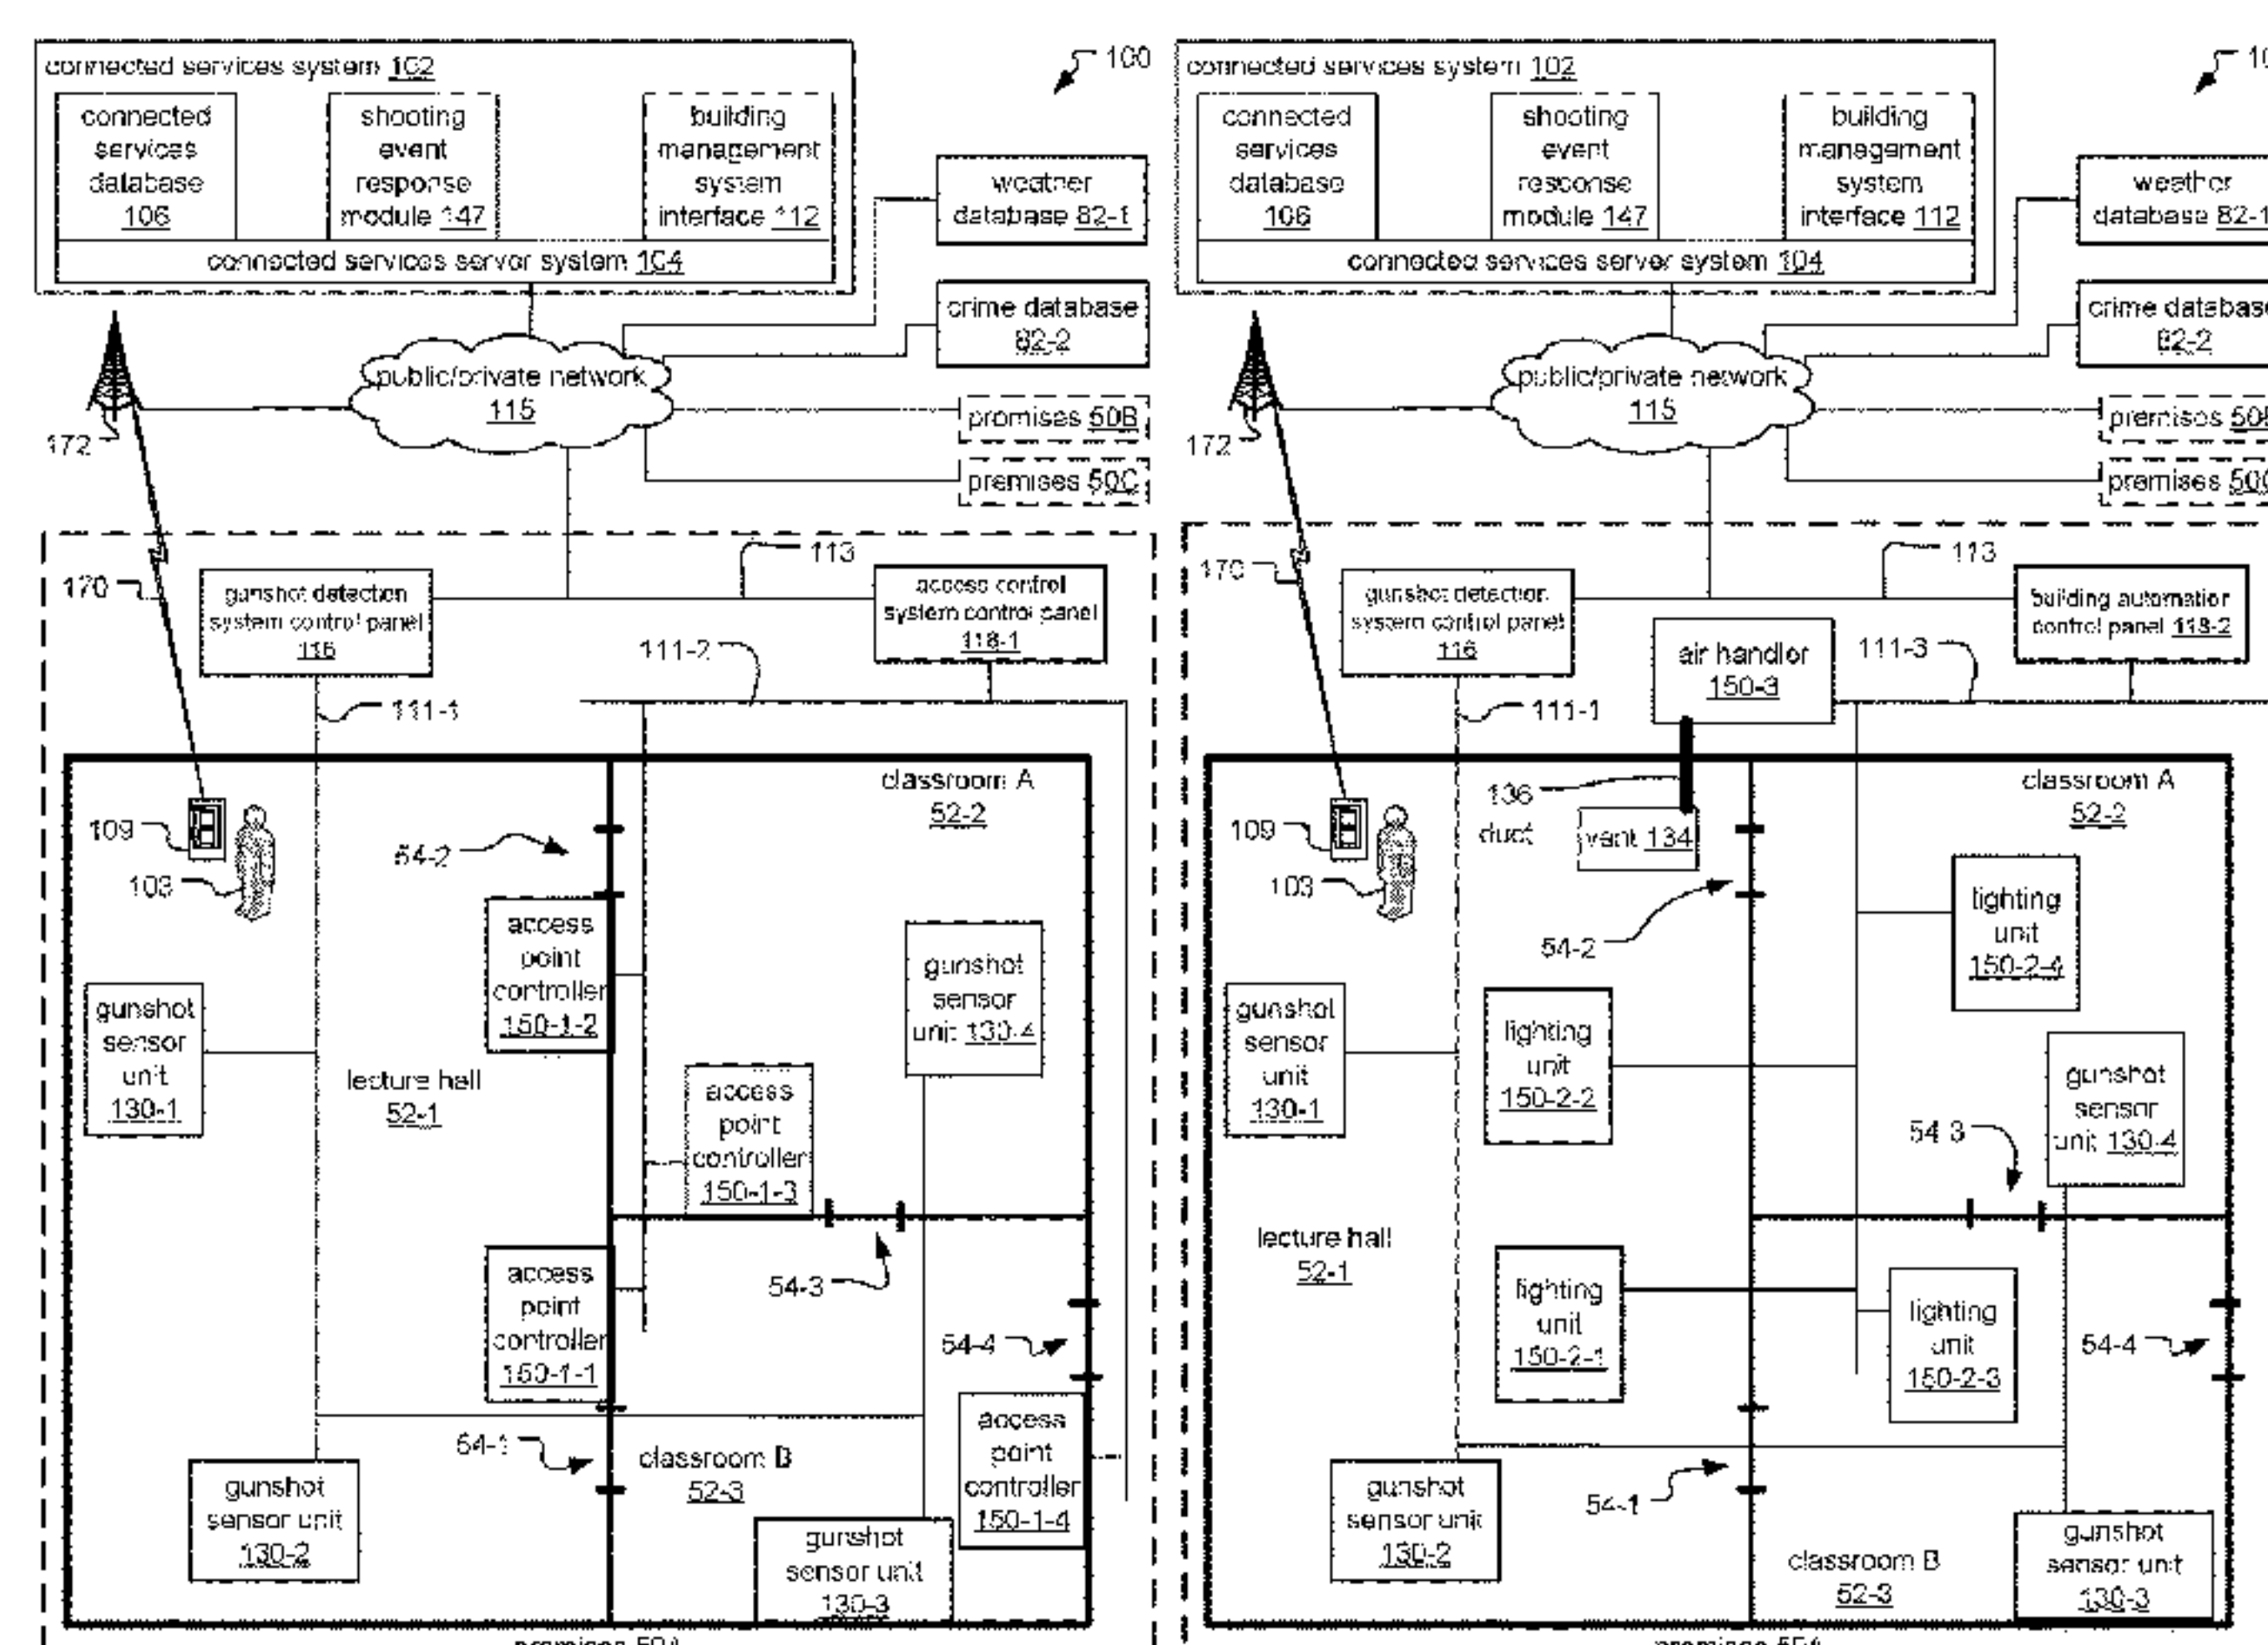 connected services system 102
100
connected
services
database
106
shooting
event
response
module 147
building
management
system
interface 112
connected services server system 104
weather
database 82-1
crime database
82-2
public/private network
115
premises 50B
premises 50C
172
170
113
gunshot detection
system control panel
116
access control
system control panel
118-1
111-2
111-1
classroom A
52-2
109
103
54-2
access
point
controller
150-1-2
gunshot
sensor
unit 130-4
gunshot
sensor
unit
130-1
lecture hall
52-1
access
point
controller
150-1-3
access
point
controller
150-1-1
54-3
54-4
54-1
classroom B
52-3
access
point
controller
150-1-4
gunshot
sensor unit
130-2
gunshot
sensor unit
130-3
connected services system 102
connected
services
database
106
shooting
event
response
module 147
building
management
system
interface 112
connected services server system 104
weather
database 82-1
crime database
82-2
public/private network
115
premises
premises
172
170
113
gunshot detection
system control panel
116
building automation
control panel 118-2
air handler
150-3
111-3
111-1
classroom A
52-2
136
duct
vent 134
109
103
54-2
lighting
unit
150-2-4
gunshot
sensor
unit
130-1
lighting
unit
150-2-2
gunshot
sensor
unit 130-4
54-3
lecture hall
52-1
lighting
unit
150-2-1
lighting
unit
150-2-3
54-4
54-1
gunshot
sensor unit
130-2
classroom B
52-3
gunshot
sensor unit
130-3